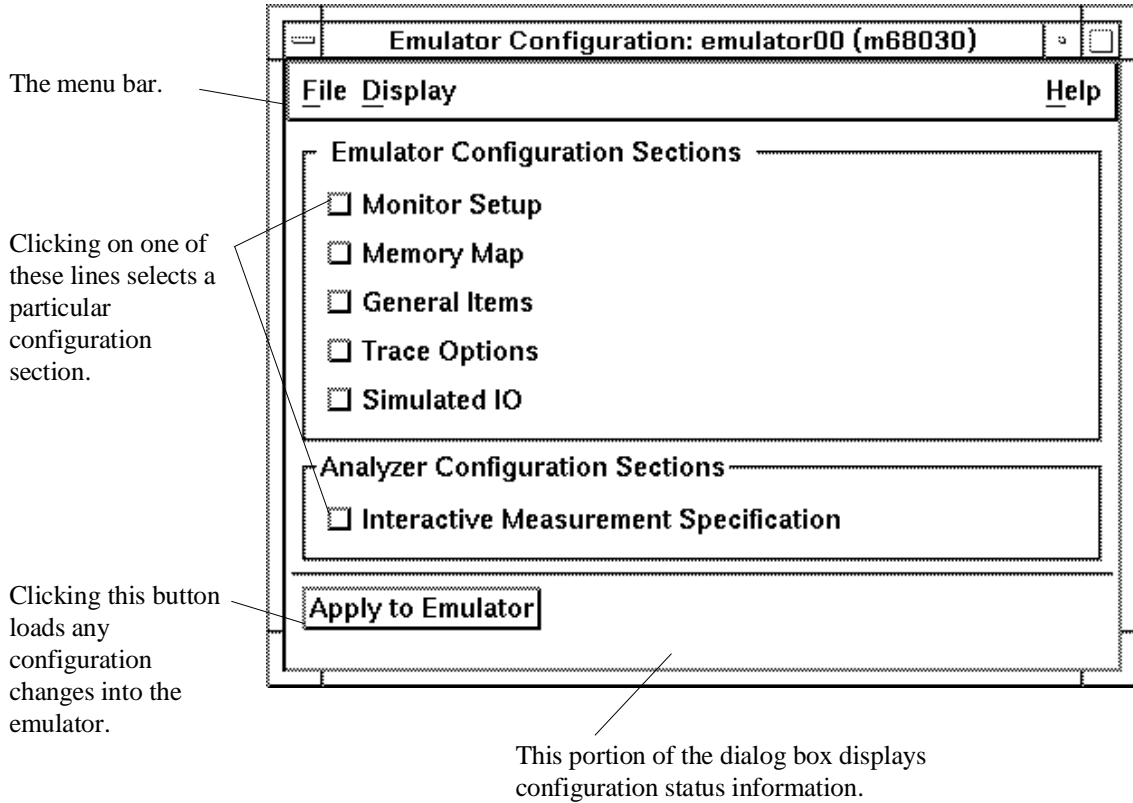 Emulator Configuration: emulator00 (m68030)
The menu bar.
File Display Help
Emulator Configuration Sections
Monitor Setup
Memory Map
General Items
Trace Options
Simulated IO
Clicking on one of
these lines selects a
particular
configuration
section.
Analyzer Configuration Sections
Interactive Measurement Specification
Clicking this button
loads any
configuration
changes into the
emulator.
Apply to Emulator
This portion of the dialog box displays
configuration status information.